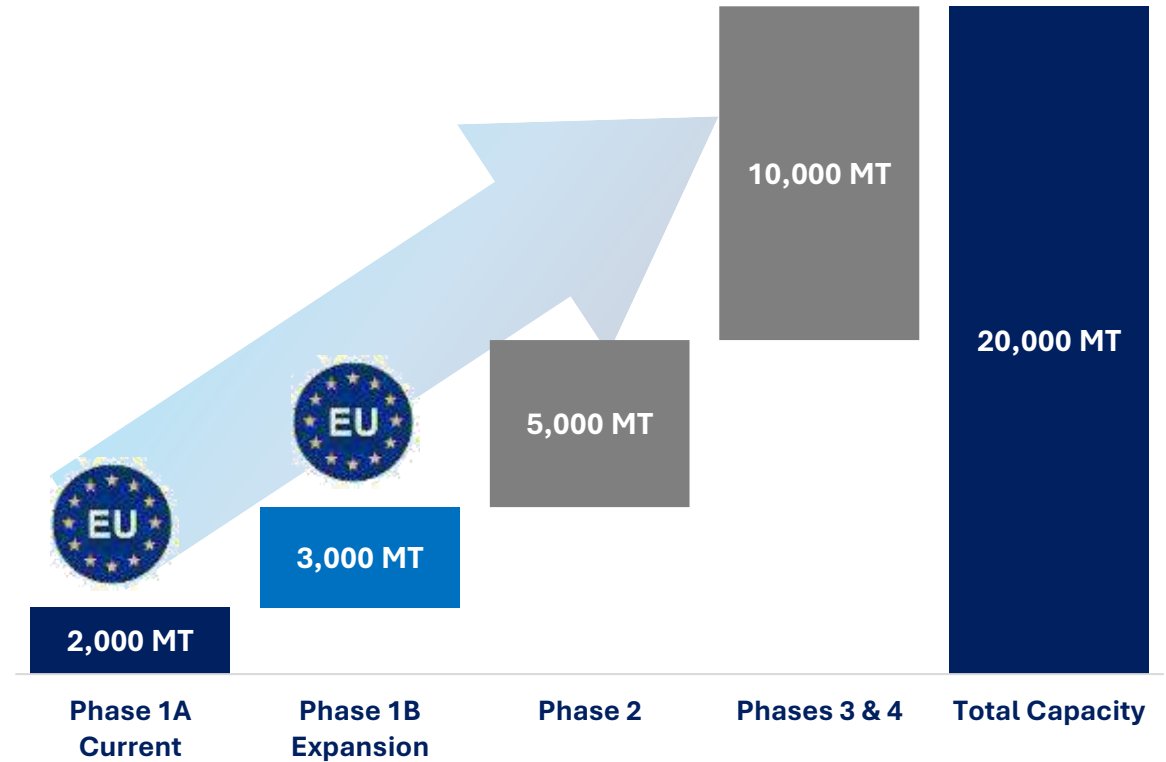 10,000 MT
20,000 MT
EU
5,000 MT
EU
3,000 MT
2,000 MT
Phase 1A
Current
Phase 1B
Expansion
Phase 2
Phases 3 & 4
Total Capacity